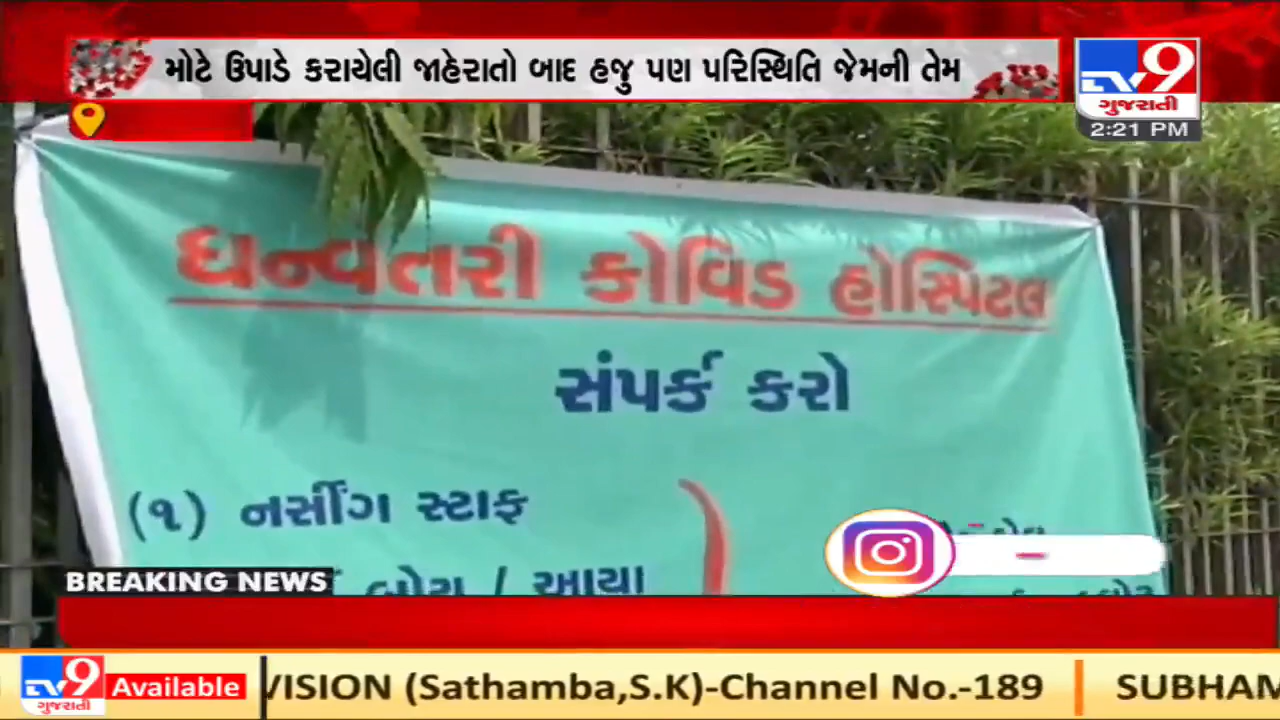 મોટે ઉપાડે કરાયેલી જાહેરાતો બાદ હજુ પણ પરિસ્થિતિ જેમની તેમ
TV9
ગુજરાતી
2:21 PM
ધન્વતરી કોવિડ હોસ્પિટલ
સંપર્ક કરો
(૧) નર્સીંગ સ્ટાફ
બોય / આયા
BREAKING NEWS
TV9
ગુજરાતી
Available
VISION (Sathamba,S.K)-Channel No.-189
SUBHAM